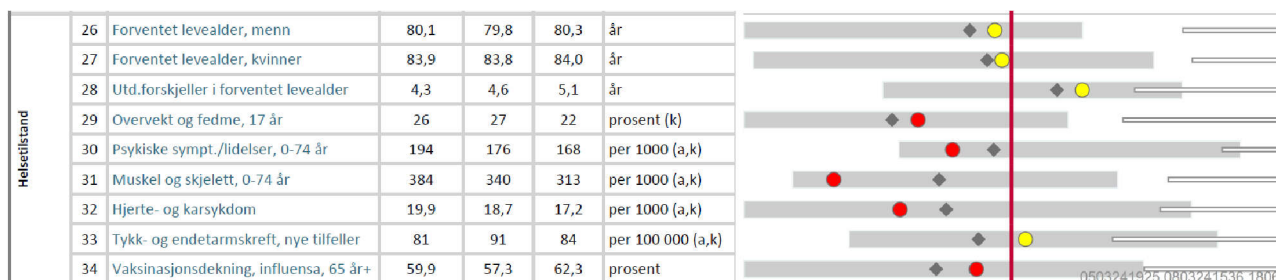 Helsetilstand
26 Forventet levealder, menn 80,1 79,8 80,3 år
27 Forventet levealder, kvinner 83,9 83,8 84,0 år
28 Utd.forskjeller i forventet levealder 4,3 4,6 5,1 år
29 Overvekt og fedme, 17 år 26 27 22 prosent (k)
30 Psykiske sympt./lidelser, 0-74 år 194 176 168 per 1000 (a,k)
31 Muskel og skjelett, 0-74 år 384 340 313 per 1000 (a,k)
32 Hjerte- og karsykdom 19,9 18,7 17,2 per 1000 (a,k)
33 Tykk- og endetarmskreft, nye tilfeller 81 91 84 per 100 000 (a,k)
34 Vaksinasjonsdekning, influensa, 65 år+ 59,9 57,3 62,3 prosent
0503241925.0803241536.1806